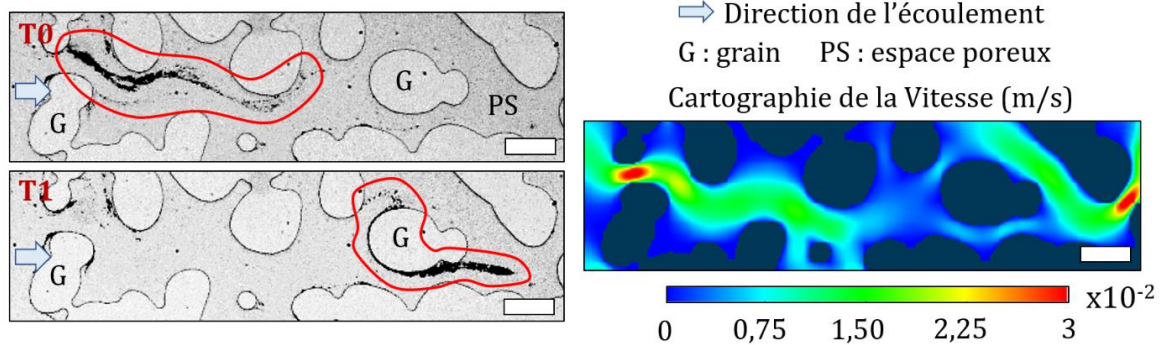 T0
G
G
PS
T1
G
G
Direction de l'écoulement
G : grain PS : espace poreux
Cartographie de la Vitesse (m/s)
x10-2
0 0,75 1,50 2,25 3